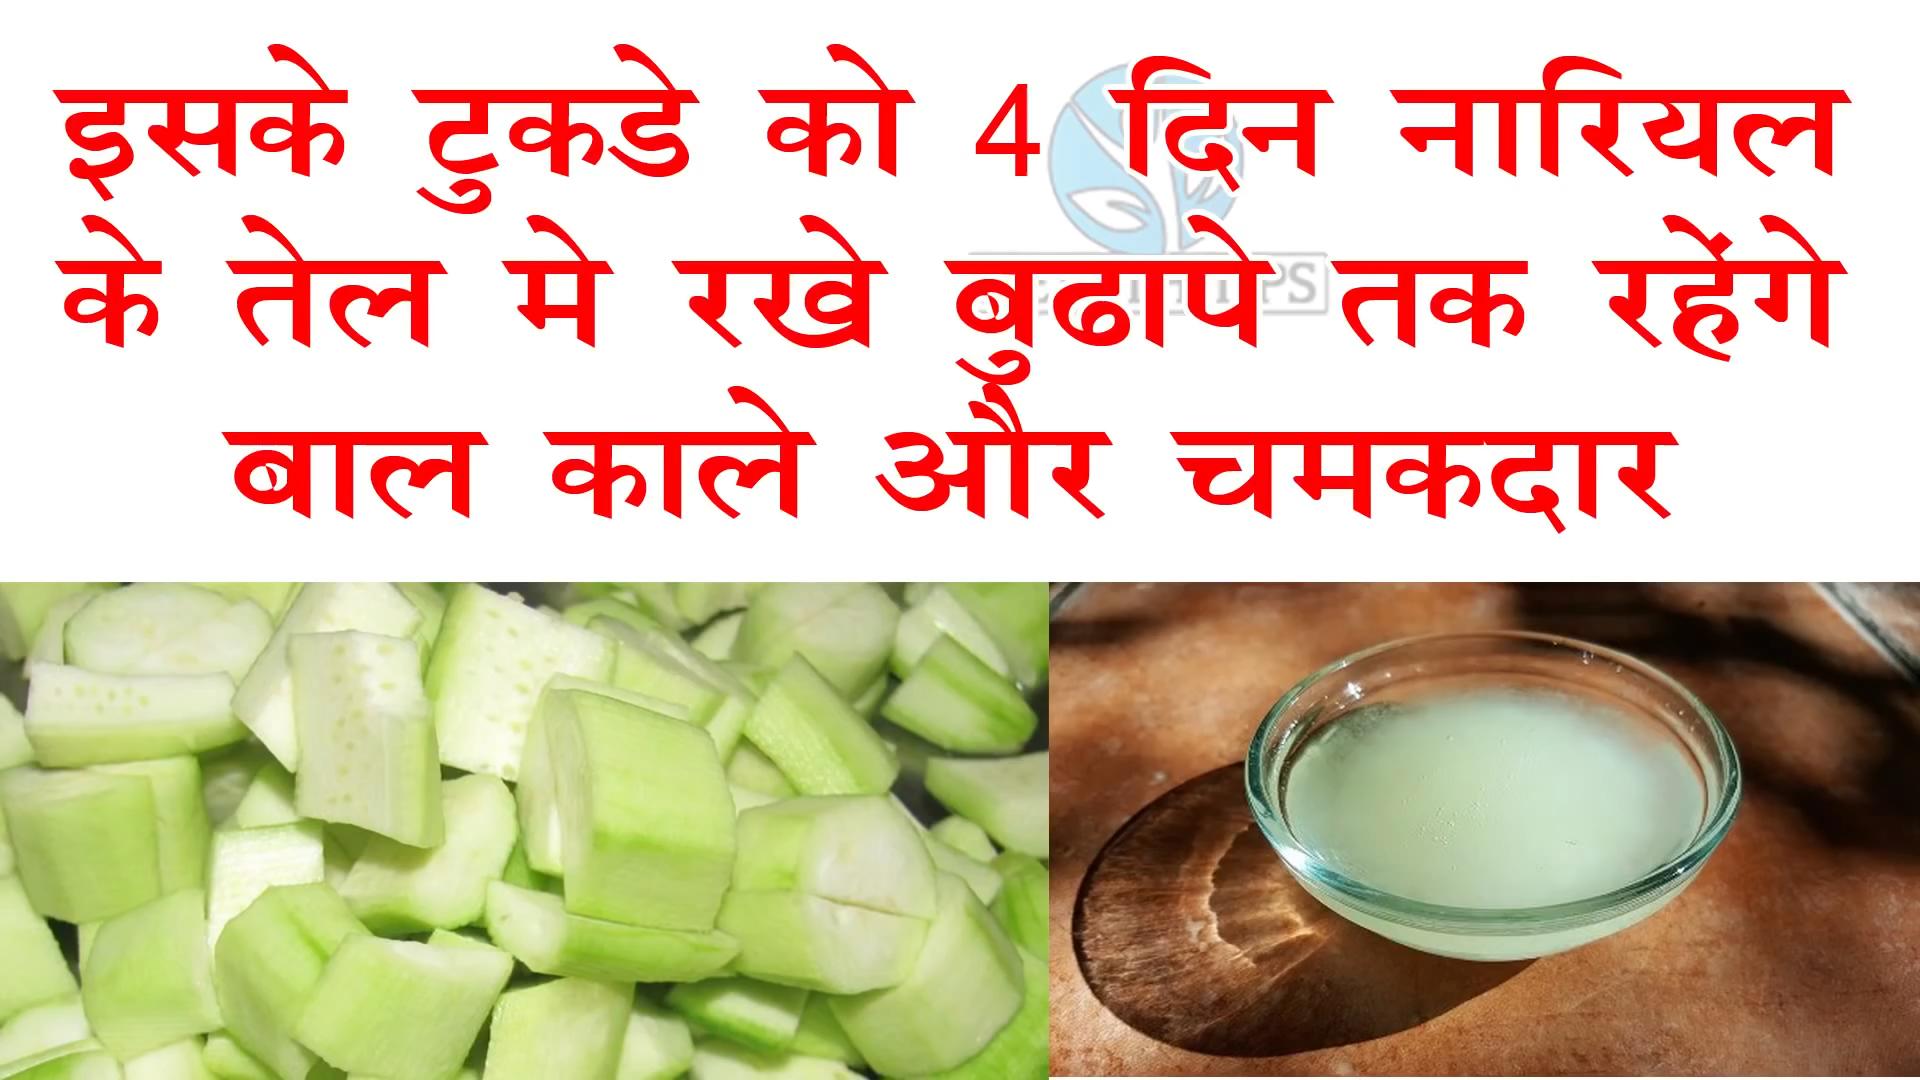 इसके टुकडे को 4 दिन नारियल
के तेल मे रखे बुढापे तक रहेंगे
बाल काले और चमकदार